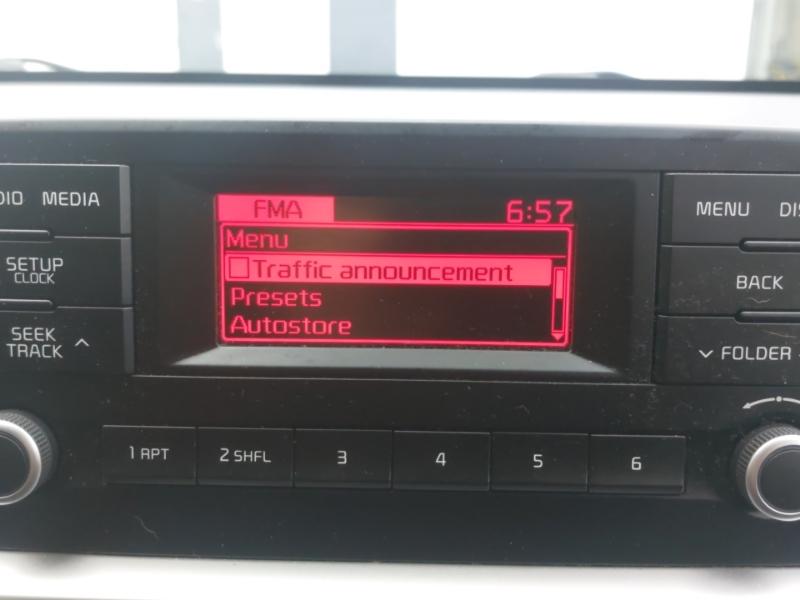 FMA 6:57
Menu
Traffic announcement
Presets
Autostore
MEDIA
SETUP
CLOCK
SEEK
TRACK
MENU
BACK
FOLDER
1 RPT 2 SHFL 3 4 5 6